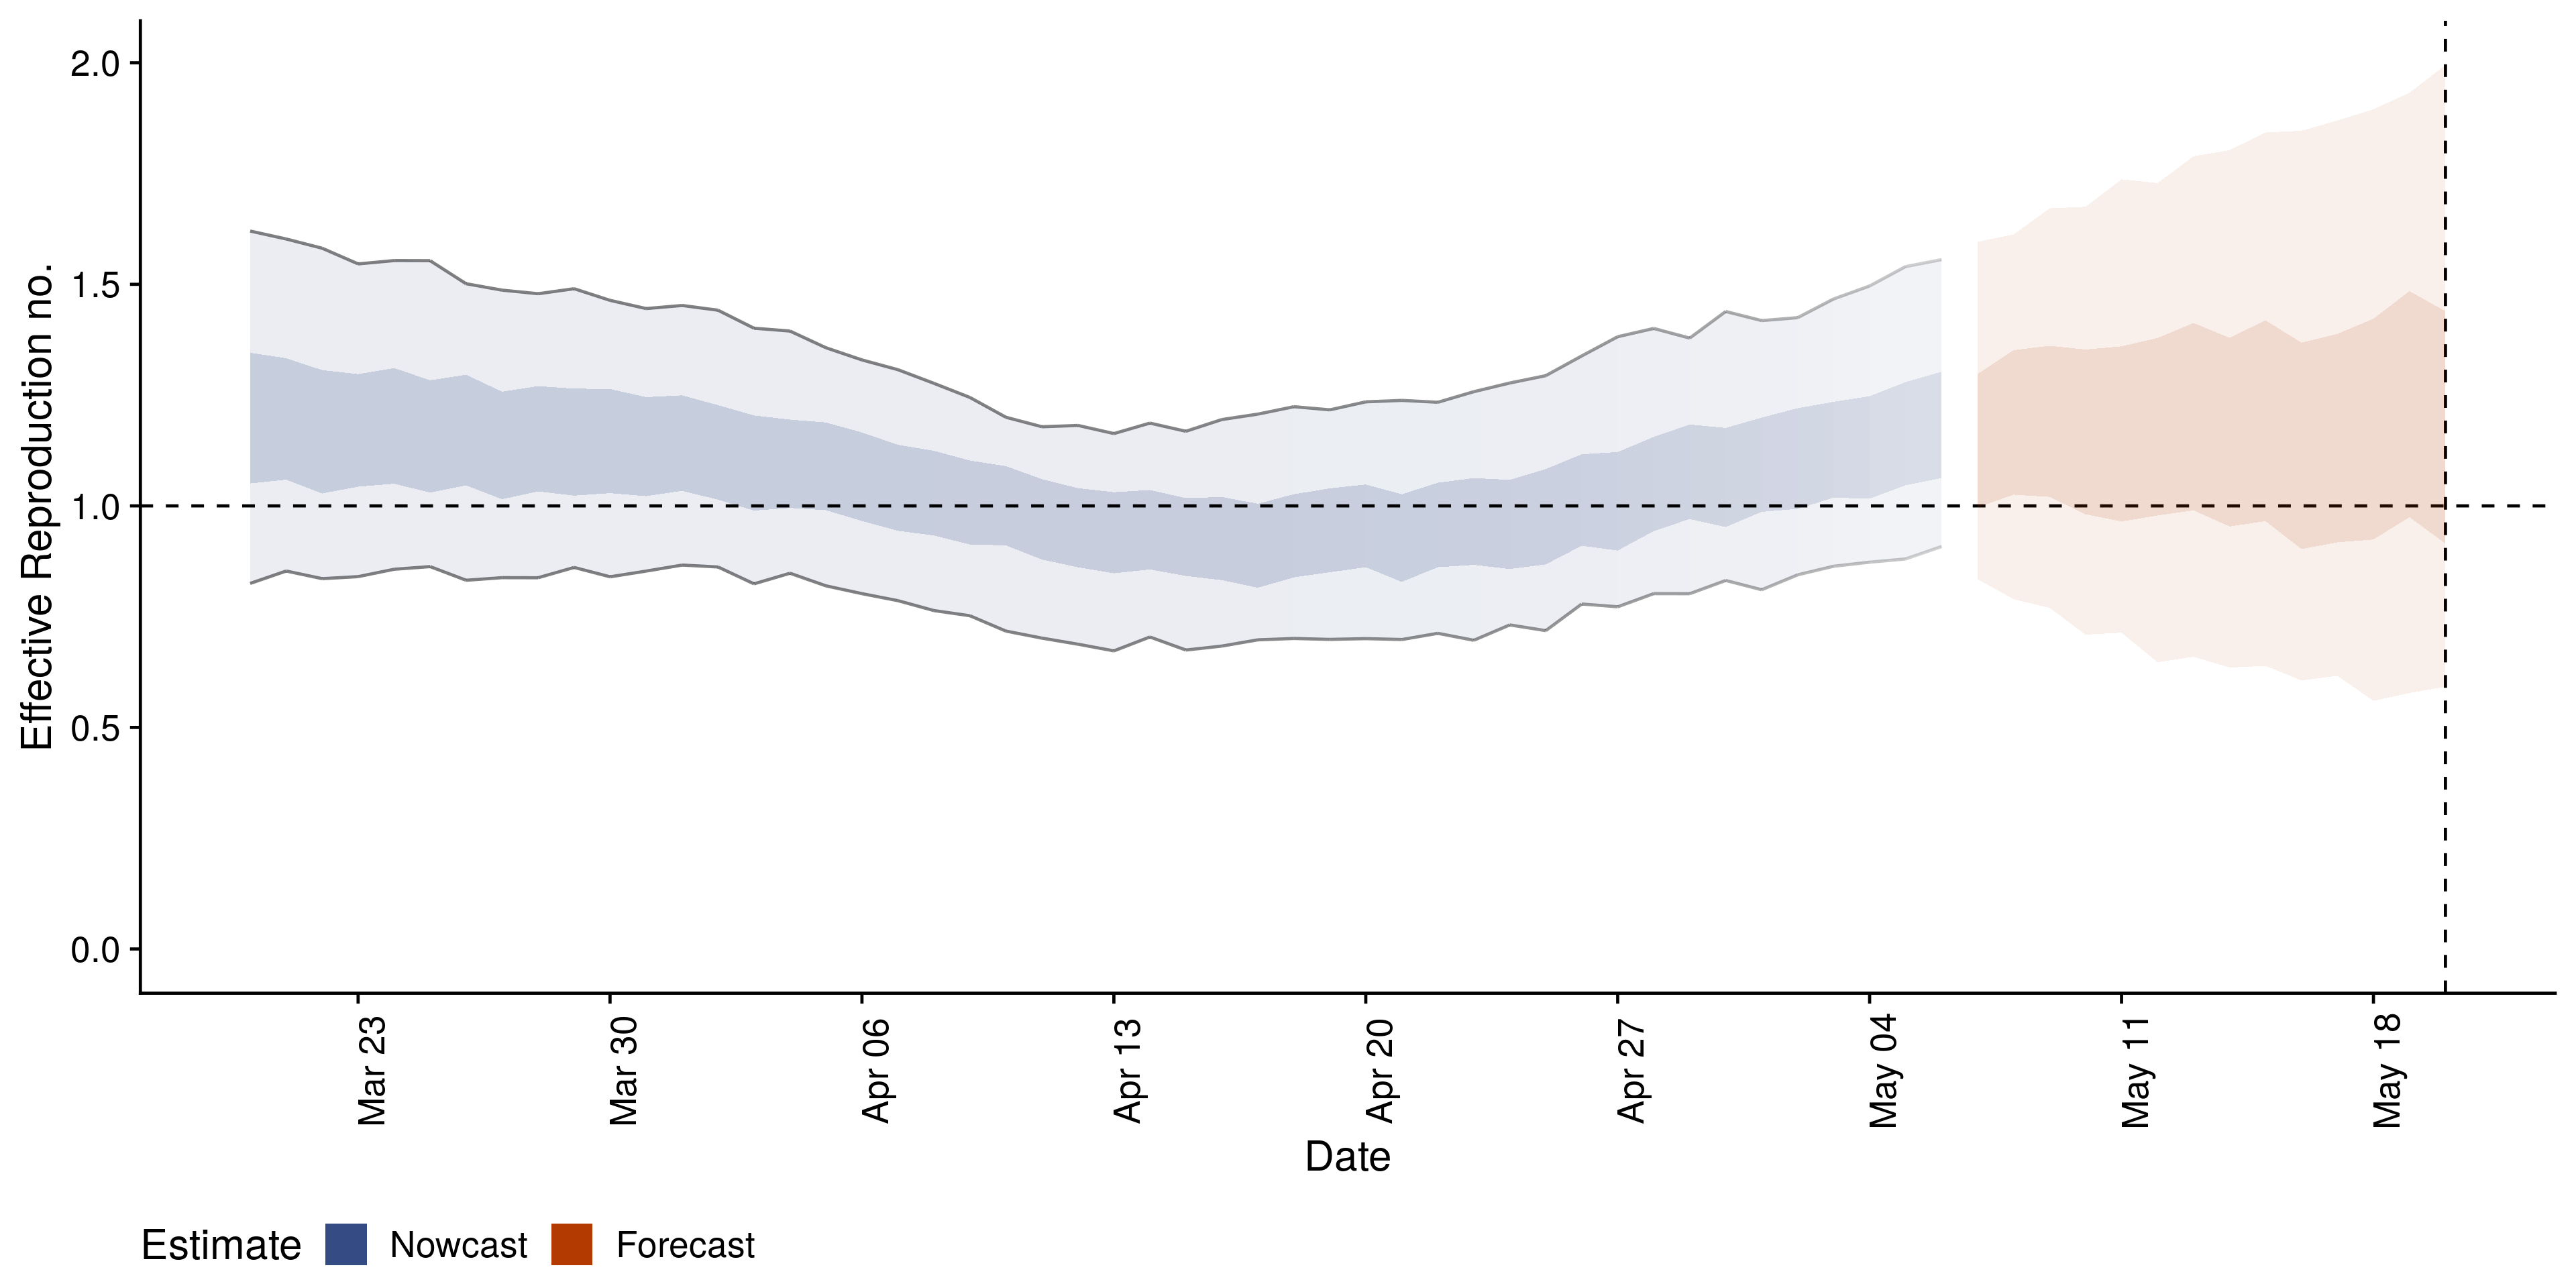 Effective Reproduction no.
2.0
1.5
1.0
0.5
0.0
Mar 23
Mar 30
Apr 06
Apr 13
Apr 20
Apr 27
May 04
May 11
May 18
Date
Estimate Nowcast Forecast